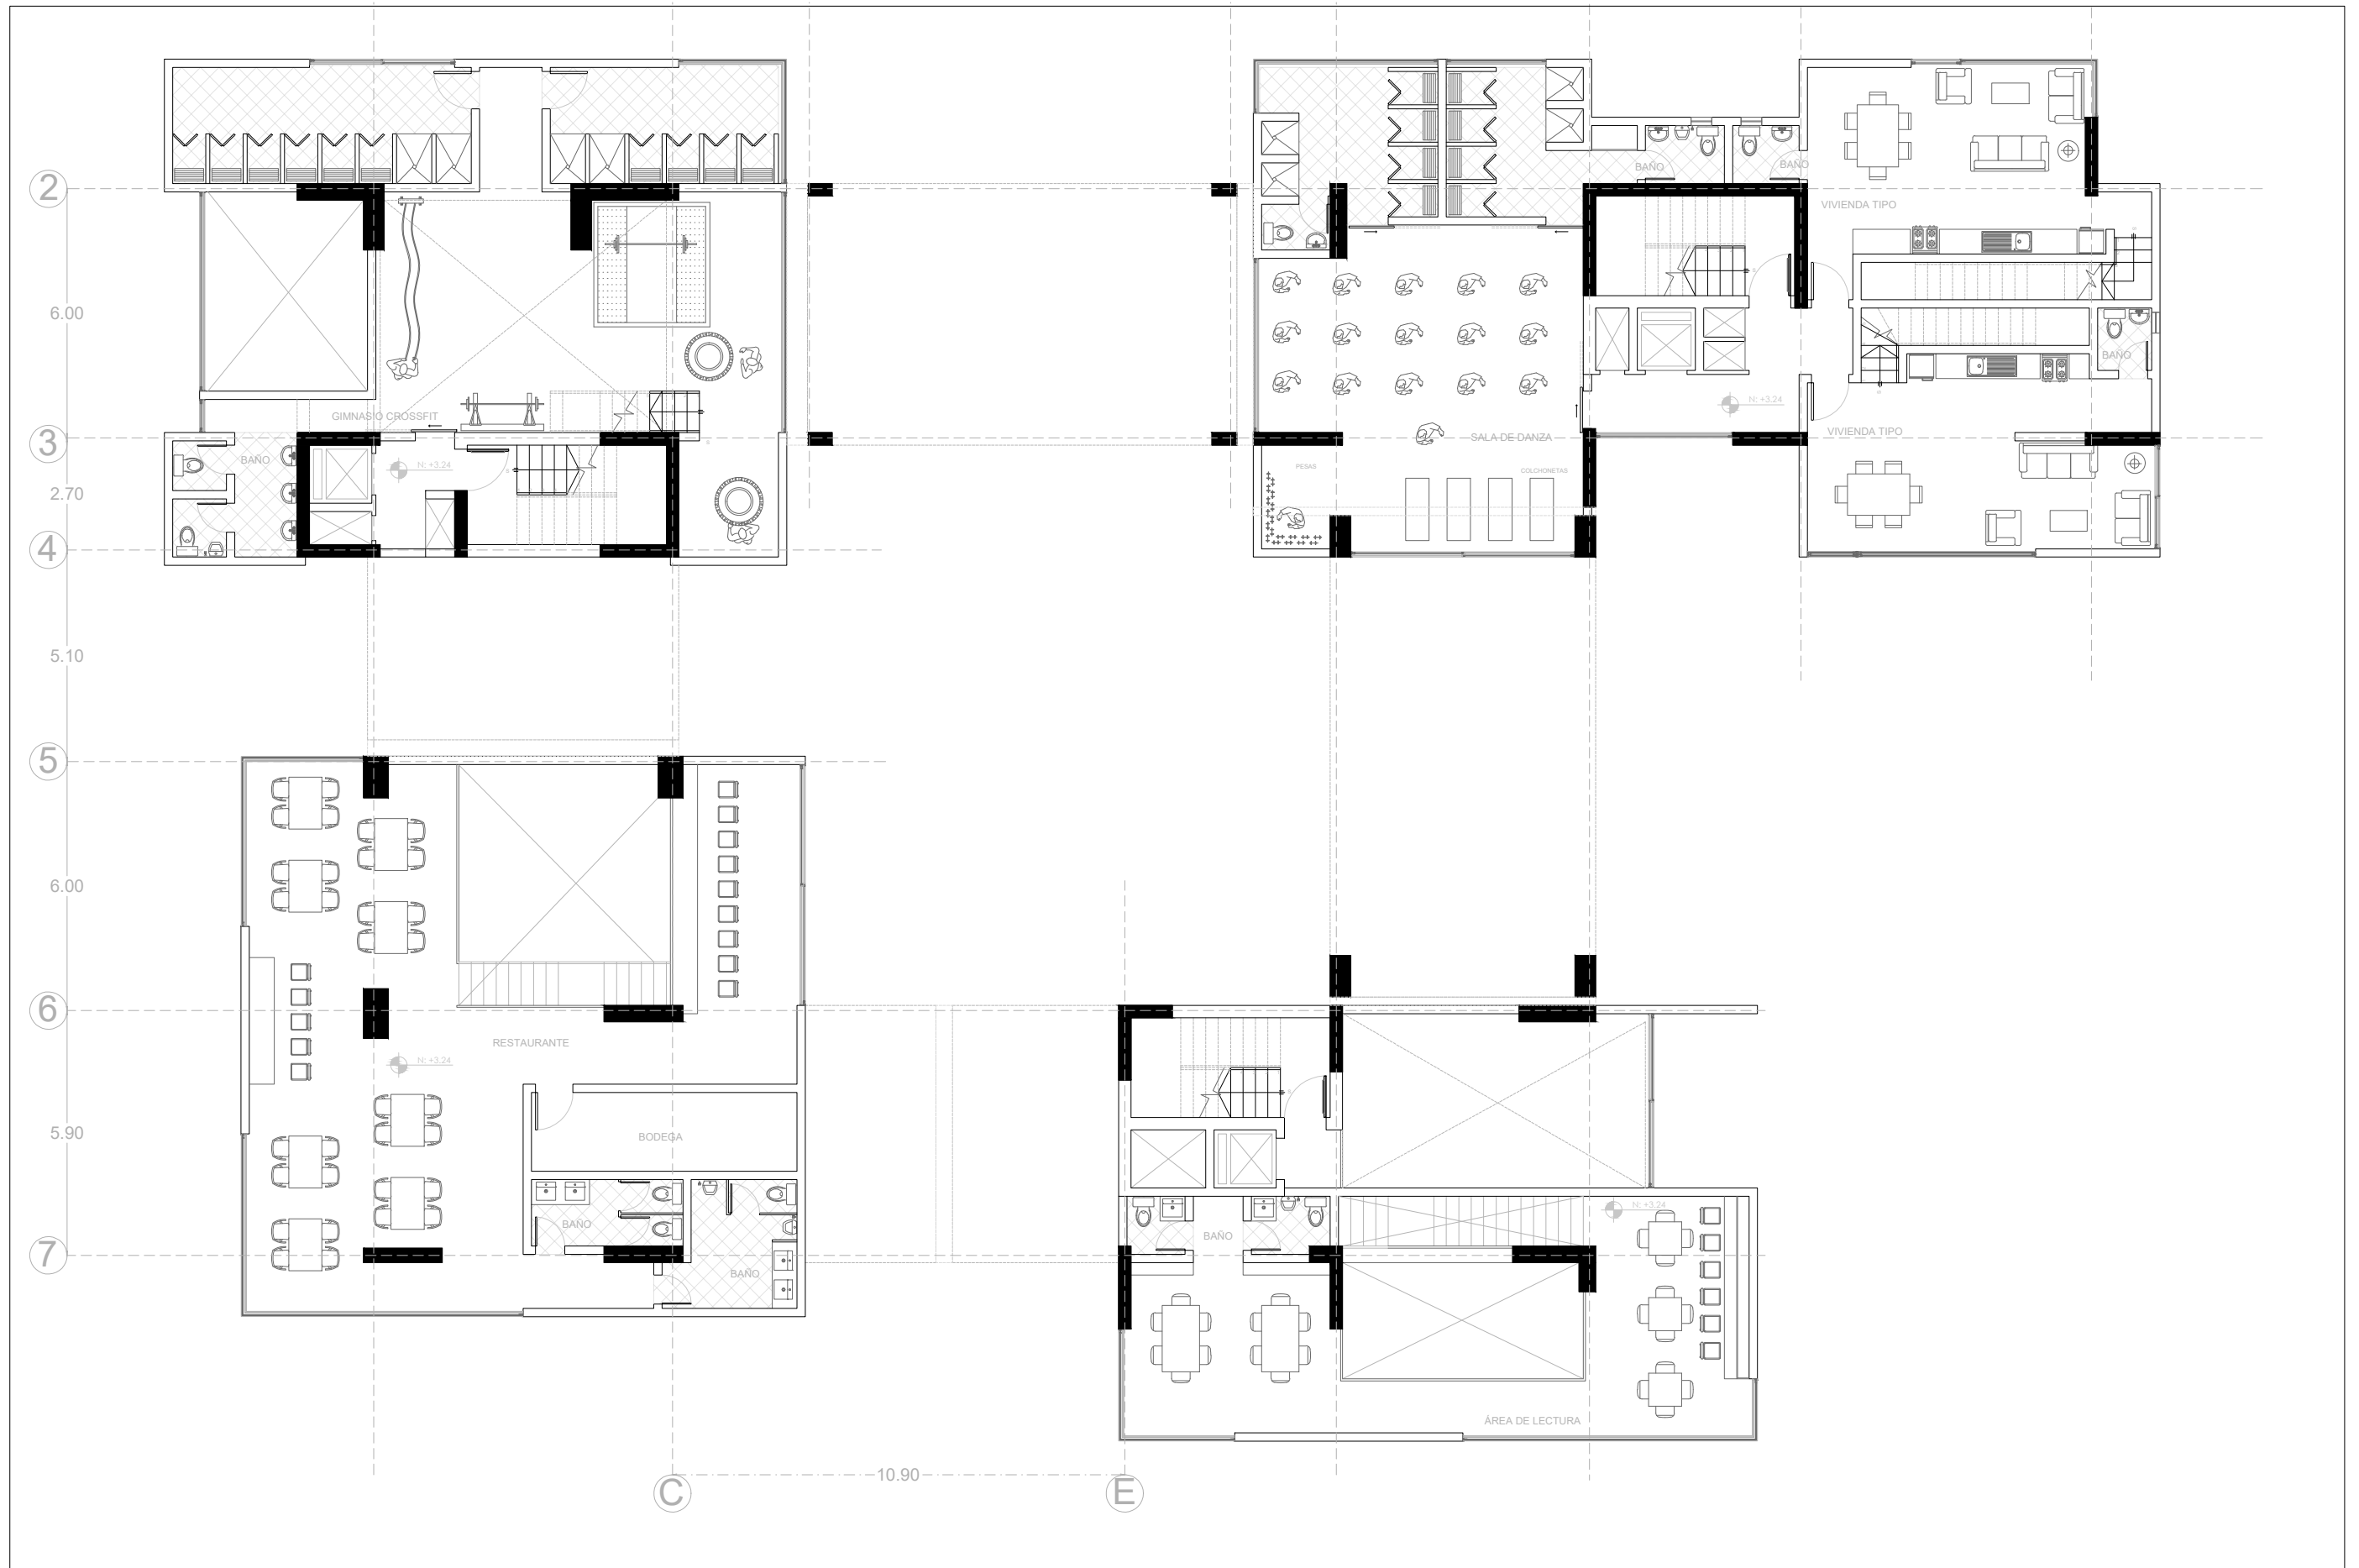 2
BAÑO
BAÑO
VIVIENDA TIPO
6.00
BAÑO
GIMNASIO CROSSFIT
N: +3.24
3
BAÑO
N: +3.24
SALA DE DANZA
VIVIENDA TIPO
PESAS
COLCHONETAS
2.70
4
5.10
5
6.00
6
RESTAURANTE
N: +3.24
5.90
BODEGA
BAÑO
BAÑO
N: +3.24
7
BAÑO
ÁREA DE LECTURA
10.90
C
E